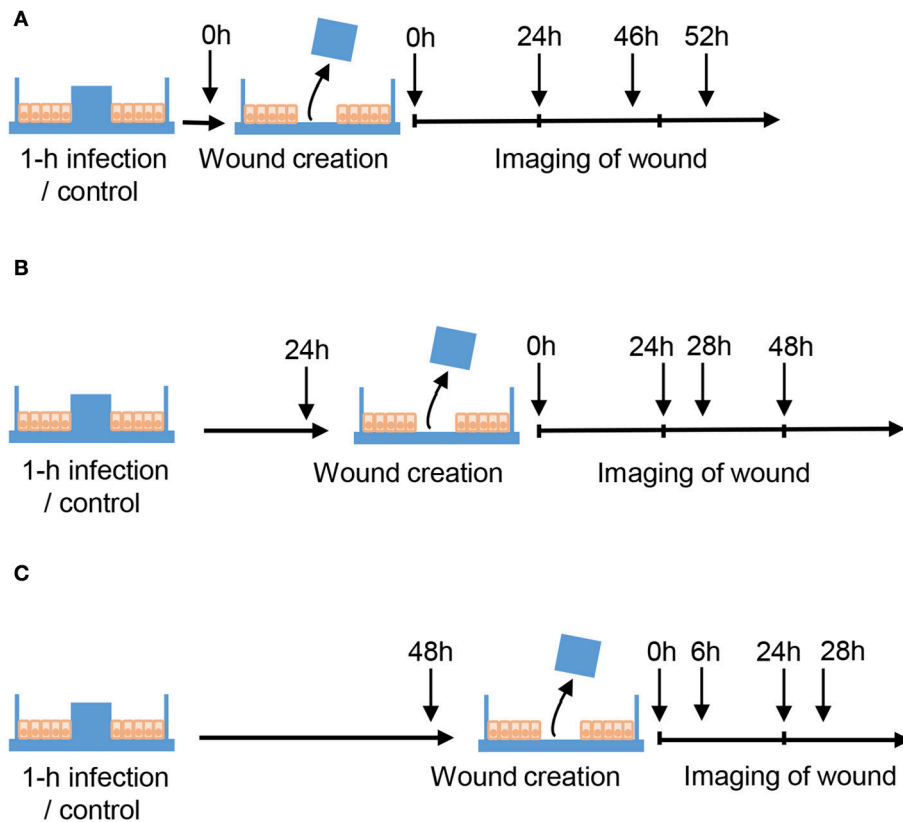 A
0h
0h
24h
46h
52h
1-h infection
/ control
Wound creation
Imaging of wound
B
24h
0h
24h
28h
48h
1-h infection
/ control
Wound creation
Imaging of wound
C
48h
0h
6h
24h
28h
1-h infection
/ control
Wound creation
Imaging of wound